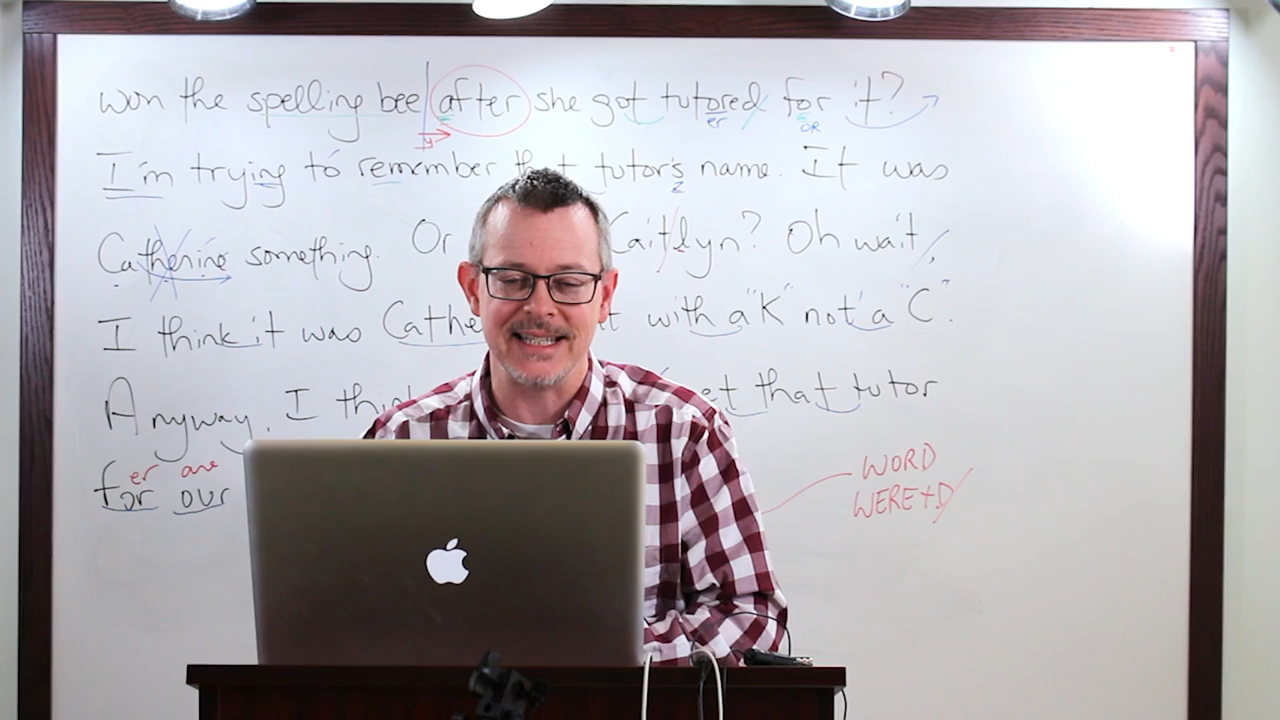 won the spelling bee after she got tutored for it?
y er OR
I'm trying to remember that tutor's name. It was
z
Catherine something. Or Caitlyn? Oh wait,
I think it was with a "K" not a "C".
Anyway, I that tutor
er are
for our
WORD
WERE+D